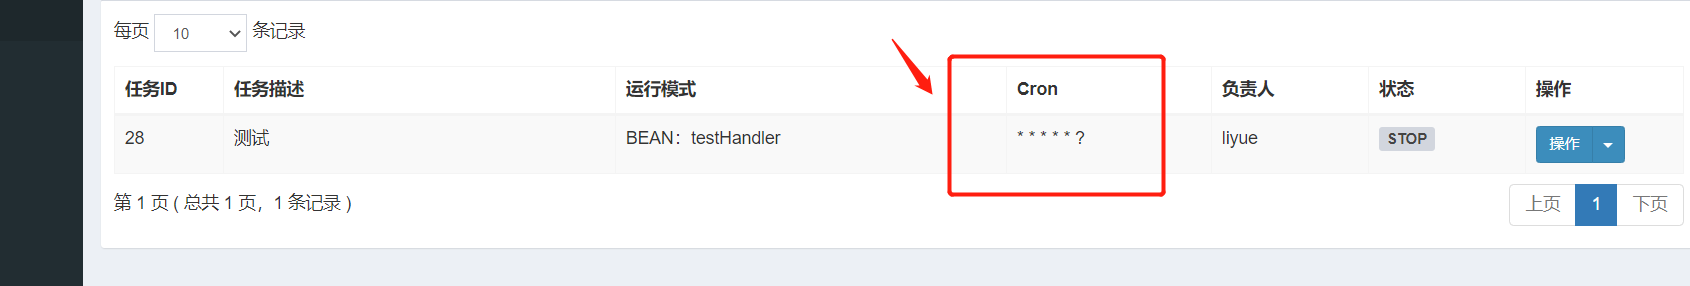 每页 10 条记录
任务ID 任务描述 运行模式 Cron 负责人 状态 操作
28 测试 BEAN：testHandler * * * * * ? liyue STOP 操作
第 1 页 ( 总共 1 页，1 条记录 ) 上页 1 下页